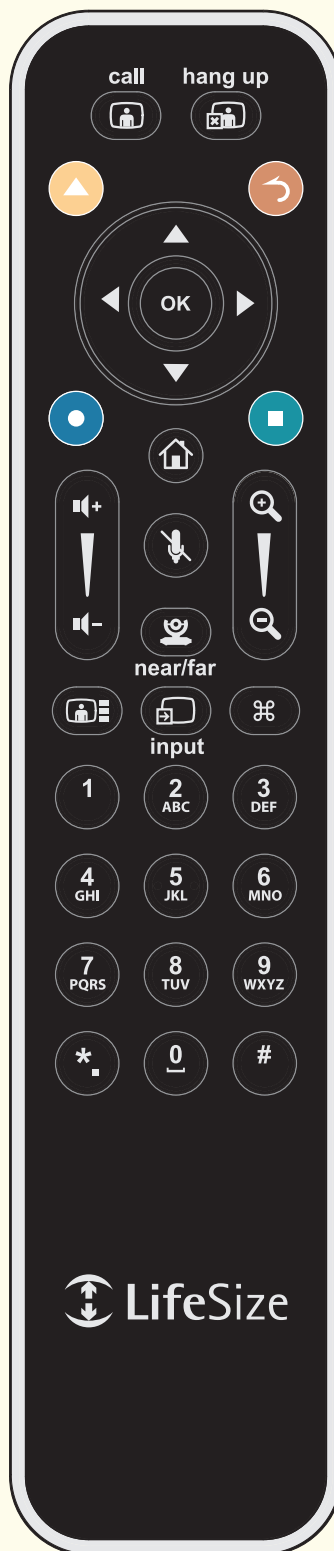 call hang up
OK
+ +
- -
near/far
input
1 2 3
ABC DEF
4 5 6
GHI JKL MNO
7 8 9
PQRS TUV WXYZ
*. 0 #
LifeSize